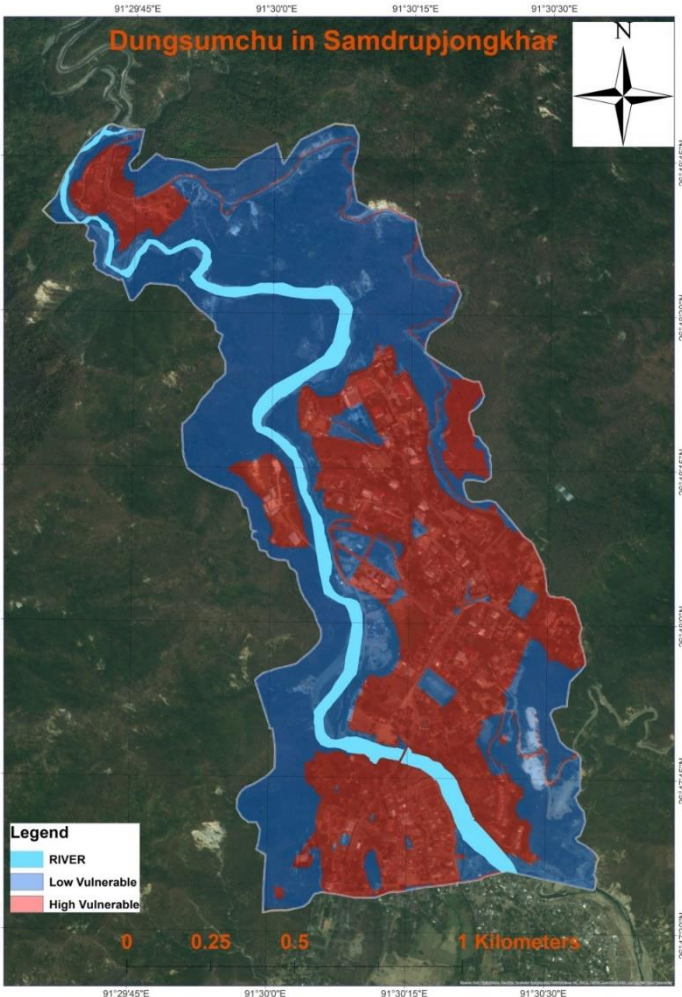 91°29'45"E 91°30'0"E 91°30'15"E 91°30'30"E
Dungsumchu in Samdrupjongkhar
N
Legend
RIVER
Low Vulnerable
High Vulnerable
0 0.25 0.5 1 Kilometers
91°29'45"E 91°30'0"E 91°30'15"E 91°30'30"E